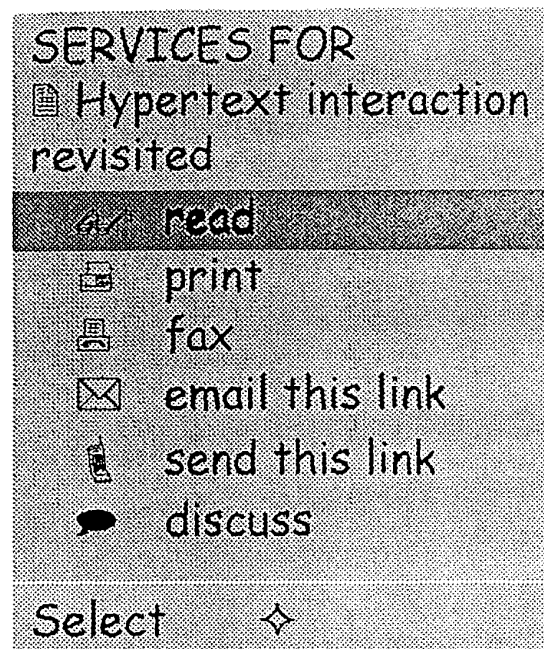 SERVICES FOR
Hypertext interaction
revisited
read
print
fax
email this link
send this link
discuss
Select